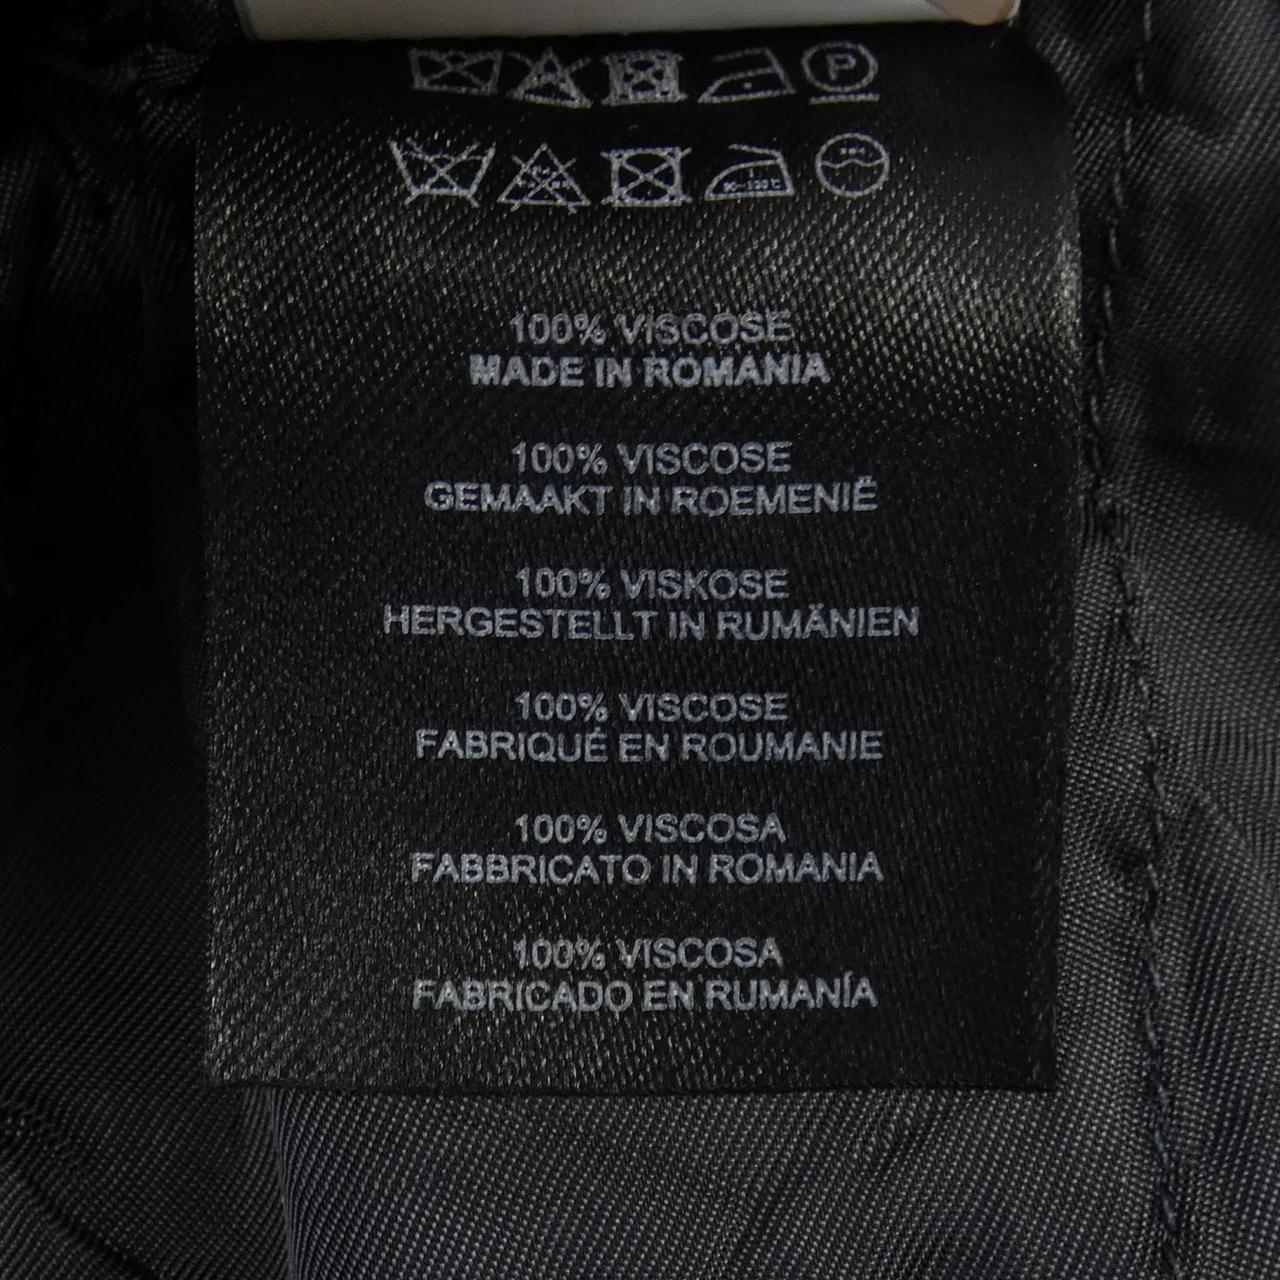 P
100% VISCOSE
MADE IN ROMANIA
100% VISCOSE
GEMAAKT IN ROEMENIË
100% VISKOSE
HERGESTELLT IN RUMÄNIEN
100% VISCOSE
FABRIQUÉ EN ROUMANIE
100% VISCOSA
FABBRICATO IN ROMANIA
100% VISCOSA
FABRICADO EN RUMANÍA